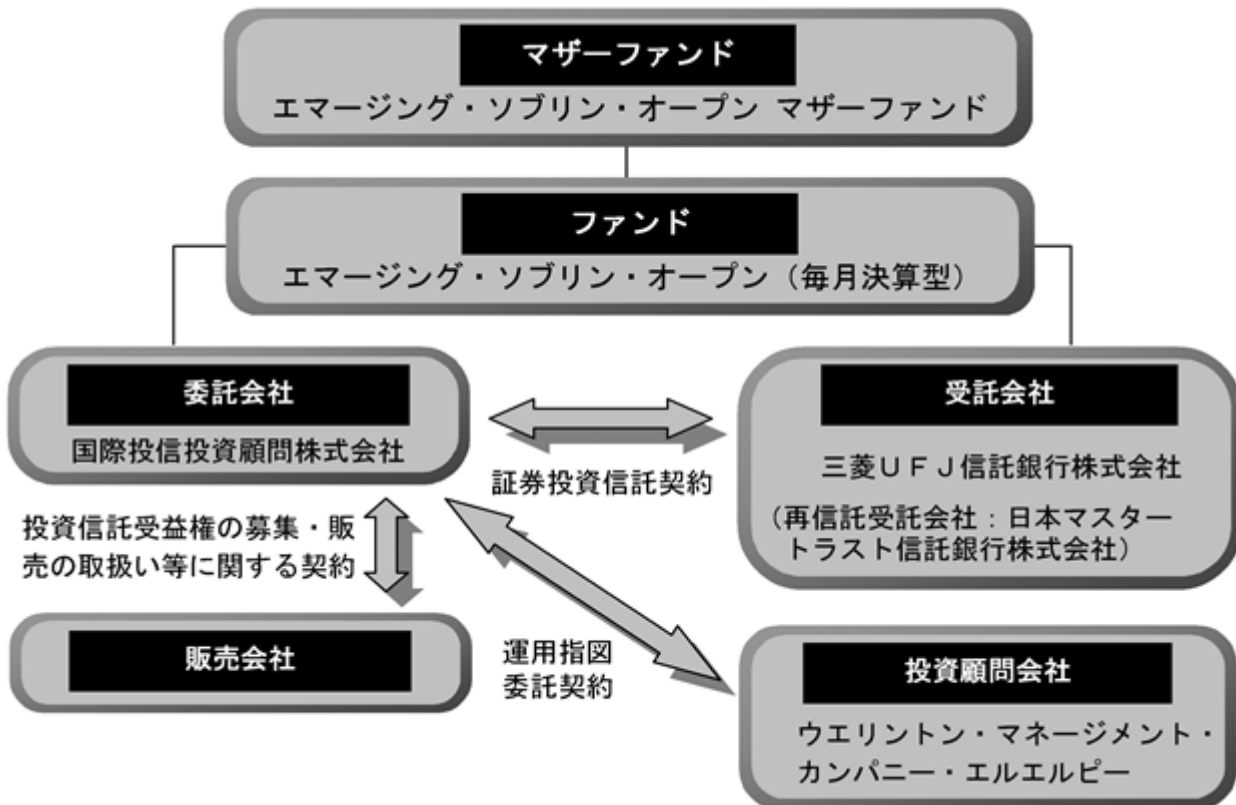 マザーファンド
エマージング・ソブリン・オープン マザーファンド
ファンド
エマージング・ソブリン・オープン（毎月決算型）
委託会社
国際投信投資顧問株式会社
証券投資信託契約
受託会社
三菱ＵＦＪ信託銀行株式会社
（再信託受託会社：日本マスター
トラスト信託銀行株式会社）
投資信託受益権の募集・販
売の取扱い等に関する契約
販売会社
運用指図
委託契約
投資顧問会社
ウエリントン・マネージメント・
カンパニー・エルエルピー